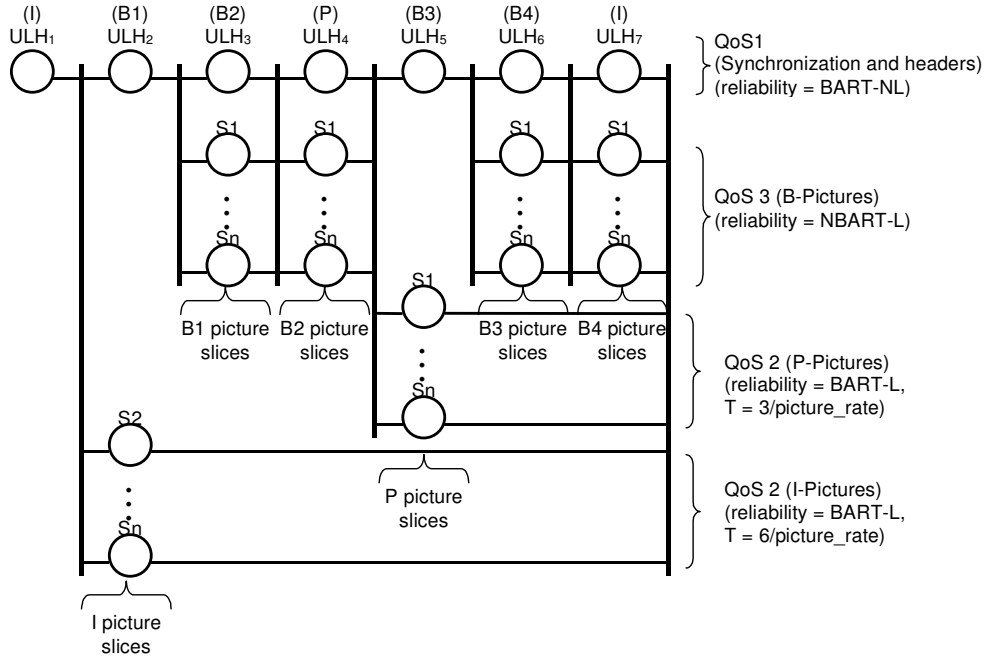 (I) (B1) (B2) (P) (B3) (B4) (I)
ULH1 ULH2 ULH3 ULH4 ULH5 ULH6 ULH7
QoS1
(Synchronization and headers)
(reliability = BART-NL)
S1 S1 S1 S1
QoS 3 (B-Pictures)
(reliability = NBART-L)
Sn Sn Sn Sn
S1
B1 picture
slices
B2 picture
slices
B3 picture
slices
B4 picture
slices
QoS 2 (P-Pictures)
(reliability = BART-L,
T = 3/picture_rate)
Sn
S2
P picture
slices
QoS 2 (I-Pictures)
(reliability = BART-L,
T = 6/picture_rate)
Sn
I picture
slices